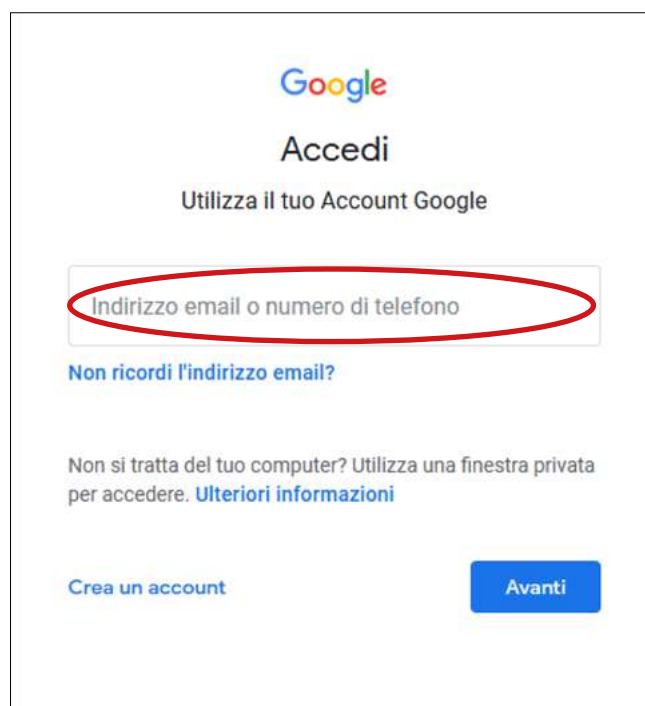 Google
Accedi
Utilizza il tuo Account Google
Indirizzo email o numero di telefono
Non ricordi l'indirizzo email?
Non si tratta del tuo computer? Utilizza una finestra privata
per accedere. Ulteriori informazioni
Crea un account
Avanti